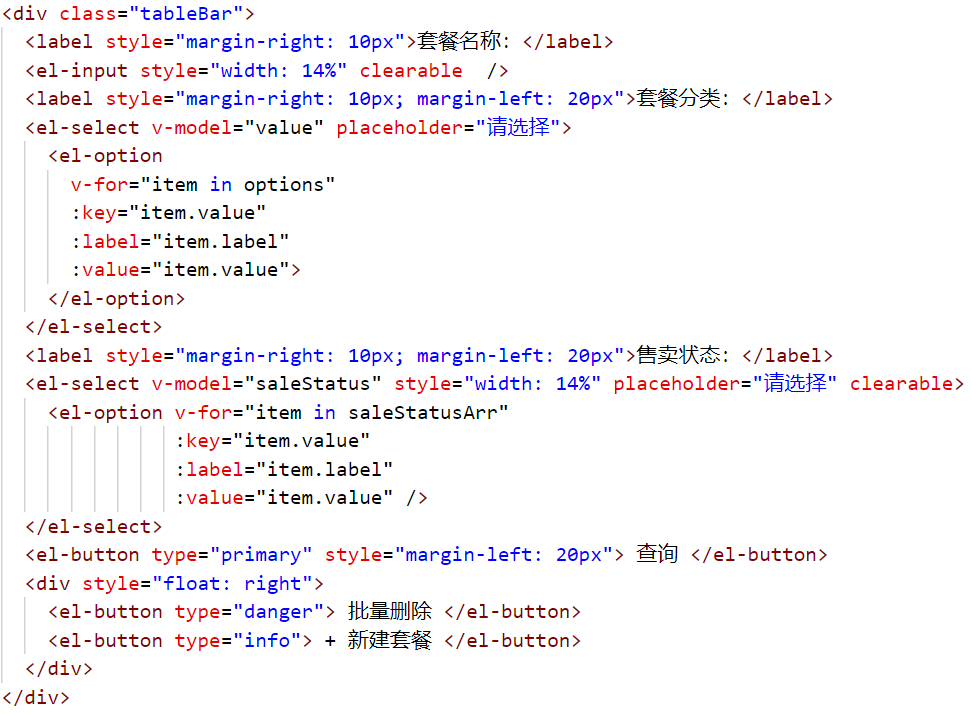 <div class="tableBar">
  <label style="margin-right: 10px">套餐名称: </label>
  <el-input style="width: 14%" clearable  />
  <label style="margin-right: 10px; margin-left: 20px">套餐分类: </label>
  <el-select v-model="value" placeholder="请选择">
    <el-option
      v-for="item in options"
      :key="item.value"
      :label="item.label"
      :value="item.value">
    </el-option>
  </el-select>
  <label style="margin-right: 10px; margin-left: 20px">售卖状态: </label>
  <el-select v-model="saleStatus" style="width: 14%" placeholder="请选择" clearable>
    <el-option v-for="item in saleStatusArr"
               :key="item.value"
               :label="item.label"
               :value="item.value" />
  </el-select>
  <el-button type="primary" style="margin-left: 20px"> 查询 </el-button>
  <div style="float: right">
    <el-button type="danger"> 批量删除 </el-button>
    <el-button type="info"> + 新建套餐 </el-button>
  </div>
</div>